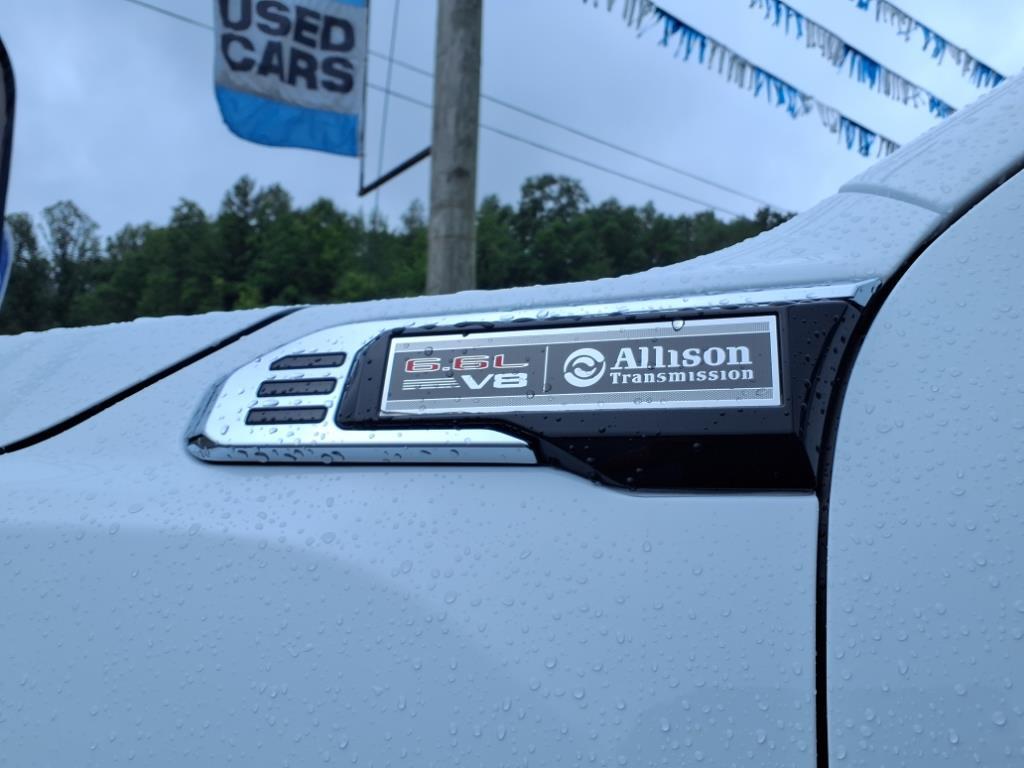 USED
CARS
6.6L
V8
Allison
Transmission